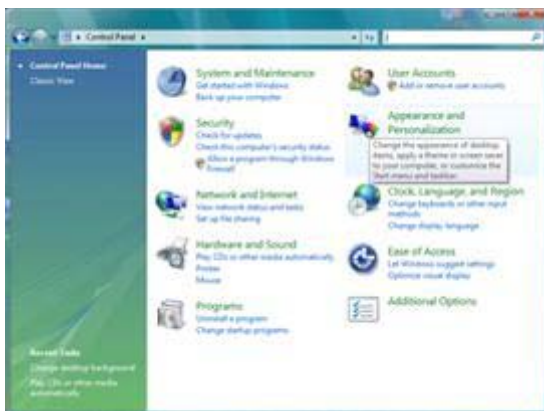 Control Panel
Control Panel Home
Classic View
System and Maintenance
Get started with Windows
Back up your computer
Security
Check for updates
Check this computer's security status
Allow a program through Windows
Firewall
Network and Internet
View network status and tasks
Set up file sharing
Hardware and Sound
Play CDs or other media automatically
Printer
Mouse
Programs
Uninstall a program
Change startup programs
User Accounts
Add or remove user accounts
Appearance and
Personalization
Change the appearance of desktop
items, apply a theme or screen saver
to your computer, or customize the
Start menu and taskbar.
Clock, Language, and Region
Change keyboards or other input
methods
Change display language
Ease of Access
Let Windows suggest settings
Optimize visual display
Additional Options
Recent Tasks
Change desktop background
Play CDs or other media
automatically